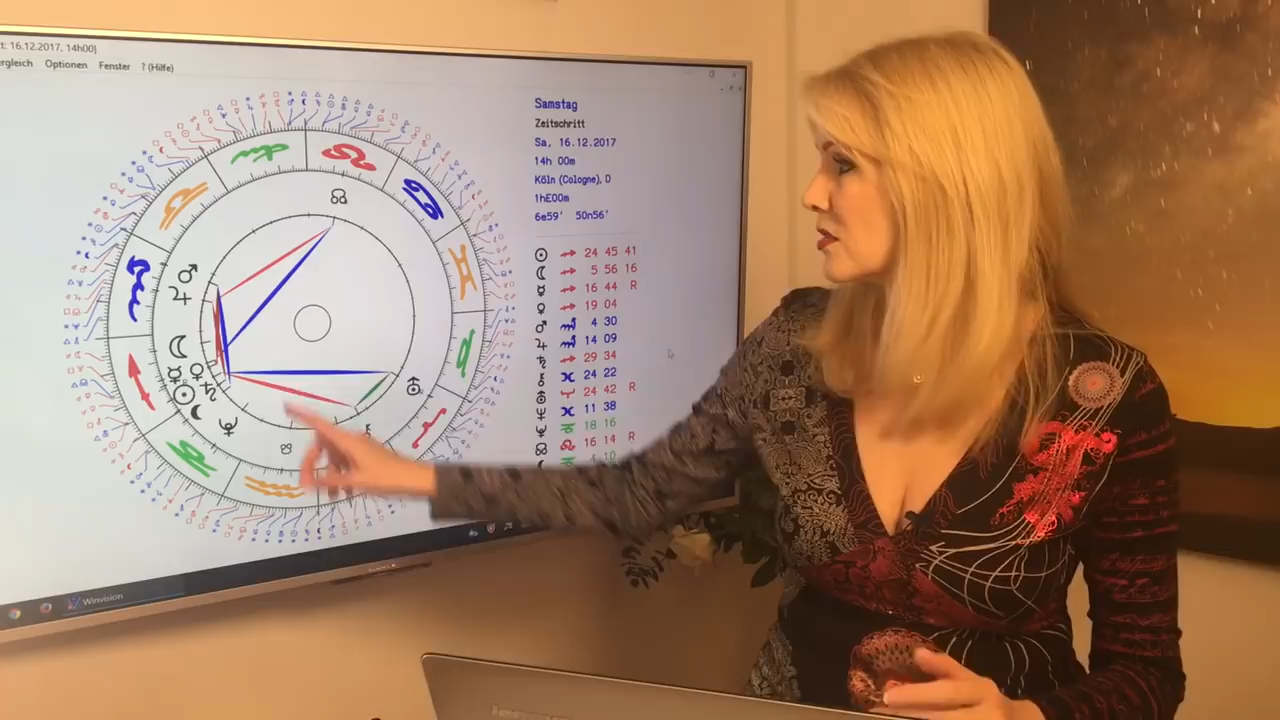 t: 16.12.2017, 14h00)
rgleich Optionen Fenster ? (Hilfe)
Samstag
Zeitschritt
Sa, 16.12.2017
14h 00m
Köln (Cologne), D
1hE00m
6e59' 50n56'
☉ ♐ 24 45 41
☾ ♐ 5 56 16
☿ ♐ 16 44 R
♀ ♐ 19 04
♂ ♏ 4 30
♃ ♏ 14 09
♄ ♐ 29 34
⚷ ♓ 24 22
♅ ♈ 24 42 R
♆ ♓ 11 38
♇ ♑ 18 16
☊ ♌ 16 14 R
Winvision